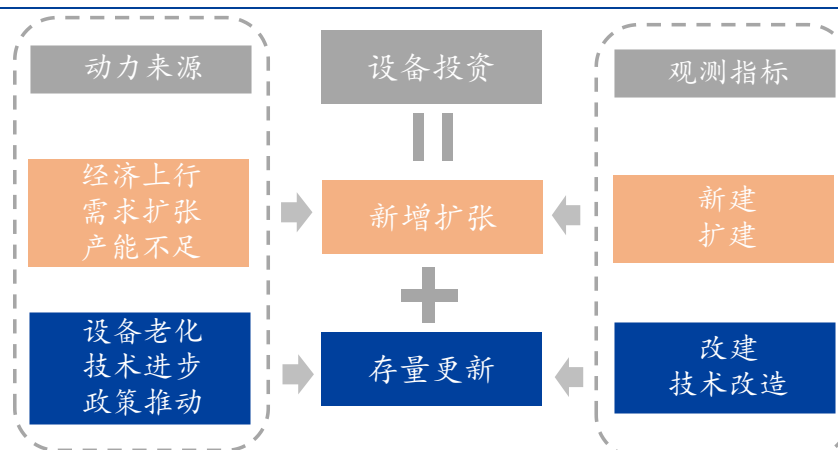 动力来源
设备投资
观测指标
经济上行
需求扩张
产能不足
新增扩张
新建
扩建
设备老化
技术进步
政策推动
存量更新
改建
技术改造